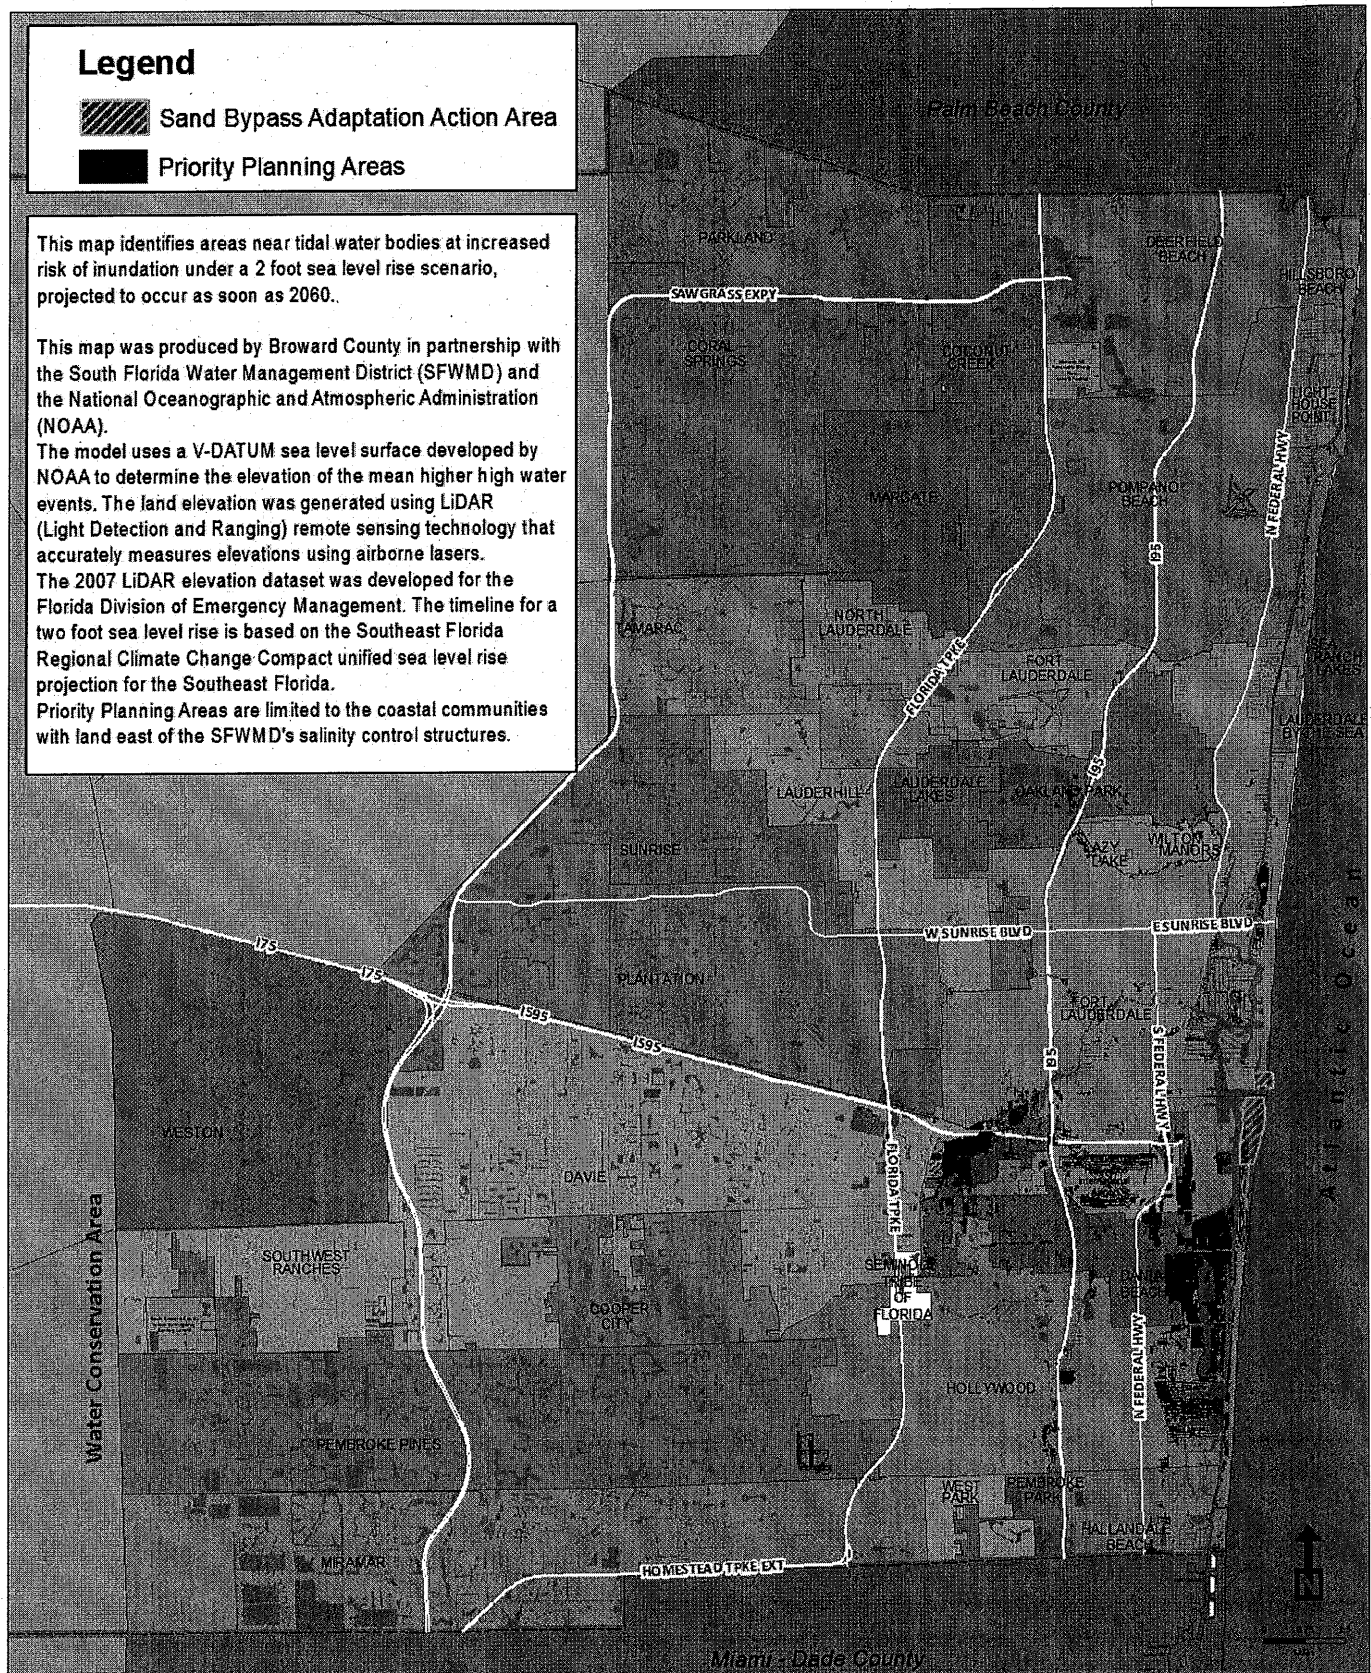 Legend
Sand Bypass Adaptation Action Area
Priority Planning Areas
This map identifies areas near tidal water bodies at increased
risk of inundation under a 2 foot sea level rise scenario,
projected to occur as soon as 2060..
This map was produced by Broward County in partnership with
the South Florida Water Management District (SFWMD) and
the National Oceanographic and Atmospheric Administration
(NOAA).
The model uses a V-DATUM sea level surface developed by
NOAA to determine the elevation of the mean higher high water
events. The land elevation was generated using LiDAR
(Light Detection and Ranging) remote sensing technology that
accurately measures elevations using airborne lasers.
The 2007 LiDAR elevation dataset was developed for the
Florida Division of Emergency Management. The timeline for a
two foot sea level rise is based on the Southeast Florida
Regional Climate Change Compact unified sea level rise
projection for the Southeast Florida.
Priority Planning Areas are limited to the coastal communities
with land east of the SFWMD's salinity control structures.
Palm Beach County
PARKLAND
DEERFIELD
BEACH
HILLSBORO
BEACH
SAWGRASS EXPY
CORAL
SPRINGS
COCONUT
CREEK
LIGHT
HOUSE
POINT
N FEDERAL HWY
MARGATE
POMPANO
BEACH
I95
TAMARAC
NORTH
LAUDERDALE
FLORIDA TPKE
FORT
LAUDERDALE
SEA
RANCH
LAKES
LAUDERDALE
BY THE SEA
I95
LAUDERHILL
LAUDERDALE
LAKES
OAKLAND PARK
SUNRISE
LAZY
LAKE
WILTON
MANORS
W SUNRISE BLVD
E SUNRISE BLVD
I75
I75
PLANTATION
I595
I595
FORT
LAUDERDALE
I95
S FEDERAL HWY
Atlantic Ocean
WESTON
DAVIE
FLORIDA TPKE
Water Conservation Area
SOUTHWEST
RANCHES
COOPER
CITY
SEMINOLE
TRIBE
OF
FLORIDA
DANIA
BEACH
N FEDERAL HWY
HOLLYWOOD
PEMBROKE PINES
WEST
PARK
PEMBROKE
PARK
HALLANDALE
BEACH
MIRAMAR
HOMESTEAD TPKE EXT
N
Miami - Dade County